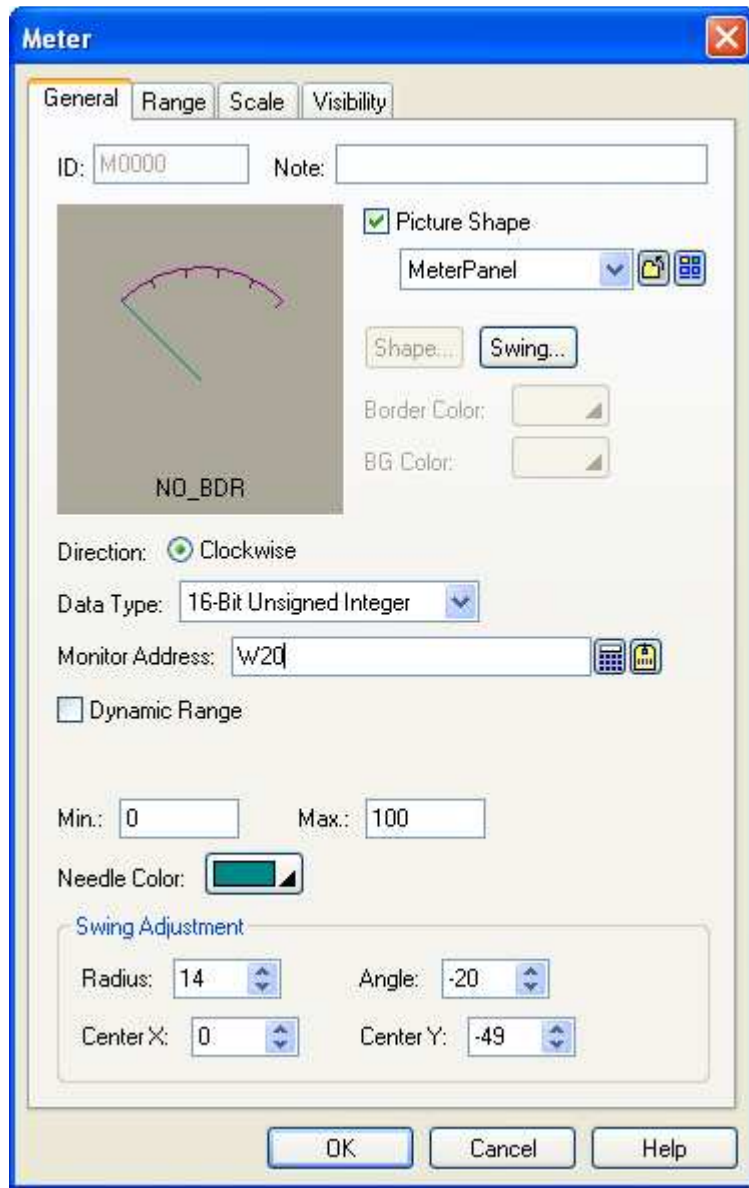 Meter
General Range Scale Visibility
ID: M0000 Note:
Picture Shape
MeterPanel
Shape... Swing...
Border Color:
BG Color:
NO_BDR
Direction: Clockwise
Data Type: 16-Bit Unsigned Integer
Monitor Address: W20
Dynamic Range
Min.: 0 Max.: 100
Needle Color:
Swing Adjustment
Radius: 14 Angle: -20
Center X: 0 Center Y: -49
OK Cancel Help